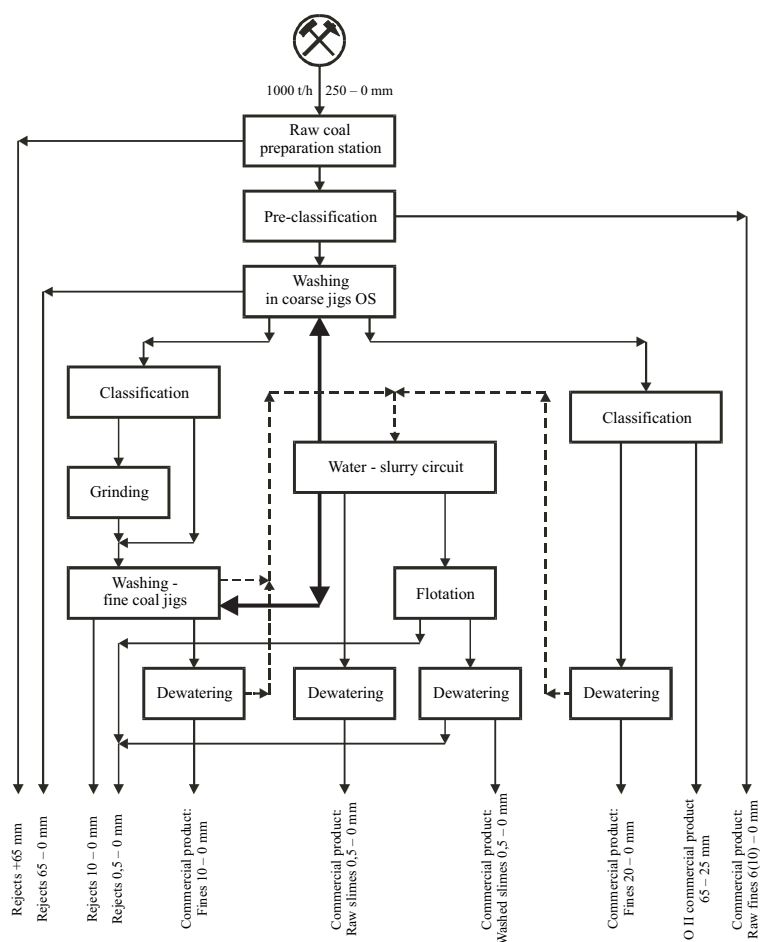 1000 t/h 250 – 0 mm
Raw coal
preparation station
Pre-classification
Washing
in coarse jigs OS
Classification
Classification
Water - slurry circuit
Grinding
Washing -
fine coal jigs
Flotation
Dewatering
Dewatering
Dewatering
Dewatering
Rejects +65 mm
Rejects 65 – 0 mm
Rejects 10 – 0 mm
Rejects 0,5 – 0 mm
Commercial product:
Fines 10 – 0 mm
Commercial product:
Raw slimes 0,5 – 0 mm
Commercial product:
Washed slimes 0,5 – 0 mm
Commercial product:
Fines 20 – 0 mm
O II commercial product
65 – 25 mm
Commercial product:
Raw fines 6(10) – 0 mm